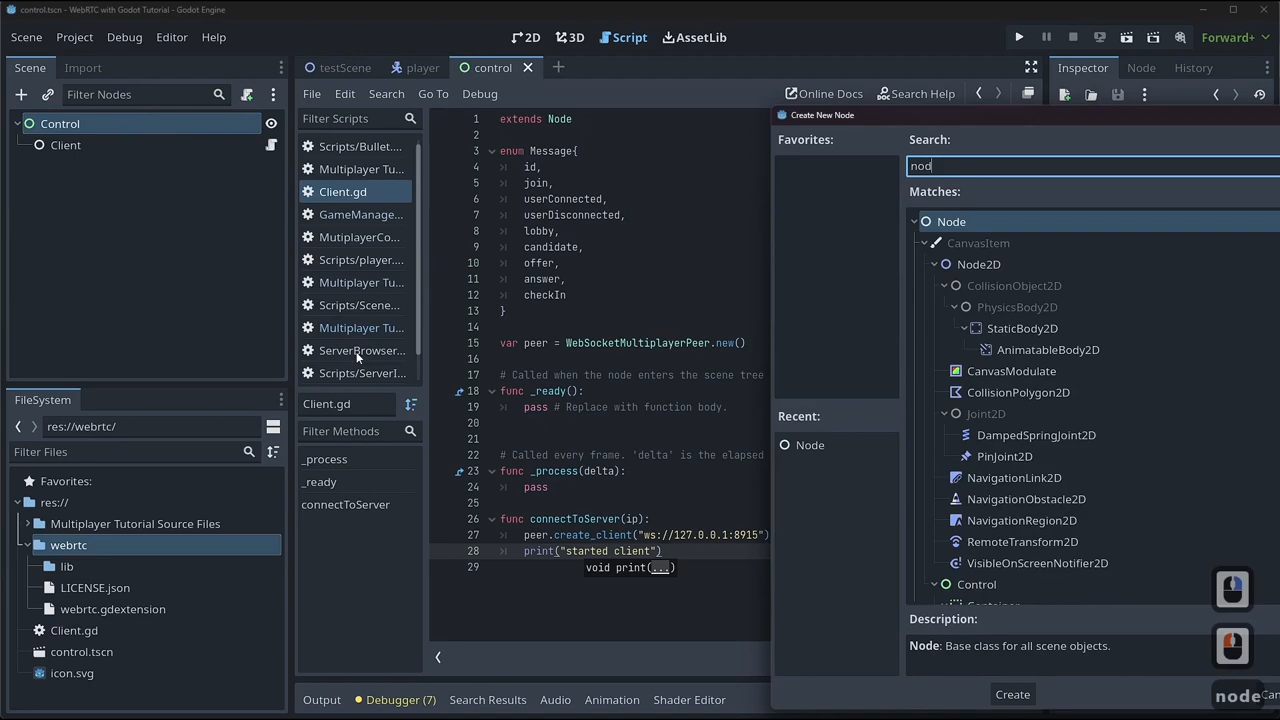 control.tscn - WebRTC with Godot Tutorial - Godot Engine
Scene Project Debug Editor Help
2D 3D Script AssetLib
Forward+
Scene Import
testScene player control
Inspector Node History
Filter Nodes
File Edit Search Go To Debug
Online Docs Search Help
Control
Client
Filter Scripts
Scripts/Bullet....
Multiplayer Tu...
Client.gd
GameManage...
MutiplayerCo...
Scripts/player....
Multiplayer Tu...
Scripts/Scene...
Multiplayer Tu...
ServerBrowser...
Scripts/ServerI...
Client.gd
Filter Methods
_process
_ready
connectToServer
1 extends Node
2
3 enum Message{
4 id,
5 join,
6 userConnected,
7 userDisconnected,
8 lobby,
9 candidate,
10 offer,
11 answer,
12 checkIn
13 }
14
15 var peer = WebSocketMultiplayerPeer.new()
16
17 # Called when the node enters the scene tree
18 func _ready():
19 pass # Replace with function body.
20
21
22 # Called every frame. 'delta' is the elapsed
23 func _process(delta):
24 pass
25
26 func connectToServer(ip):
27 peer.create_client("ws://127.0.0.1:8915")
28 print("started client")
29
void print(...)
FileSystem
res://webrtc/
Filter Files
Favorites:
res://
Multiplayer Tutorial Source Files
webrtc
lib
LICENSE.json
webrtc.gdextension
Client.gd
control.tscn
icon.svg
Output Debugger (7) Search Results Audio Animation Shader Editor
Create New Node
Favorites:
Recent:
Node
Search:
nod
Matches:
Node
CanvasItem
Node2D
CollisionObject2D
PhysicsBody2D
StaticBody2D
AnimatableBody2D
CanvasModulate
CollisionPolygon2D
Joint2D
DampedSpringJoint2D
PinJoint2D
NavigationLink2D
NavigationObstacle2D
NavigationRegion2D
RemoteTransform2D
VisibleOnScreenNotifier2D
Control
Container
Description:
Node: Base class for all scene objects.
Create
node